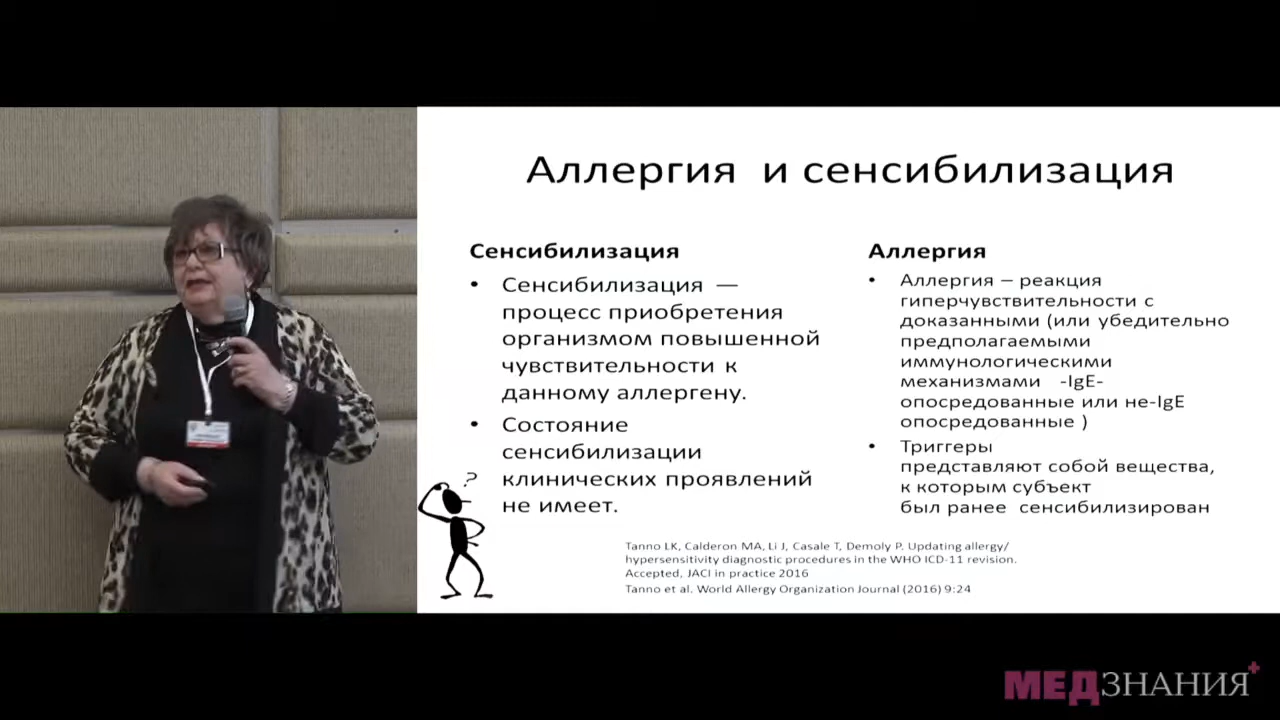 Аллергия и сенсибилизация
Сенсибилизация
• Сенсибилизация —
процесс приобретения
организмом повышенной
чувствительности к
данному аллергену.
• Состояние
сенсибилизации
клинических проявлений
не имеет.
?
Аллергия
• Аллергия – реакция
гиперчувствительности с
доказанными (или убедительно
предполагаемыми
иммунологическими
механизмами -IgE-
опосредованные или не-IgE
опосредованные )
• Триггеры
представляют собой вещества,
к которым субъект
был ранее сенсибилизирован
Tanno LK, Calderon MA, Li J, Casale T, Demoly P. Updating allergy/
hypersensitivity diagnostic procedures in the WHO ICD-11 revision.
Accepted, JACI in practice 2016
Tanno et al. World Allergy Organization Journal (2016) 9:24
МЕДЗНАНИЯ+